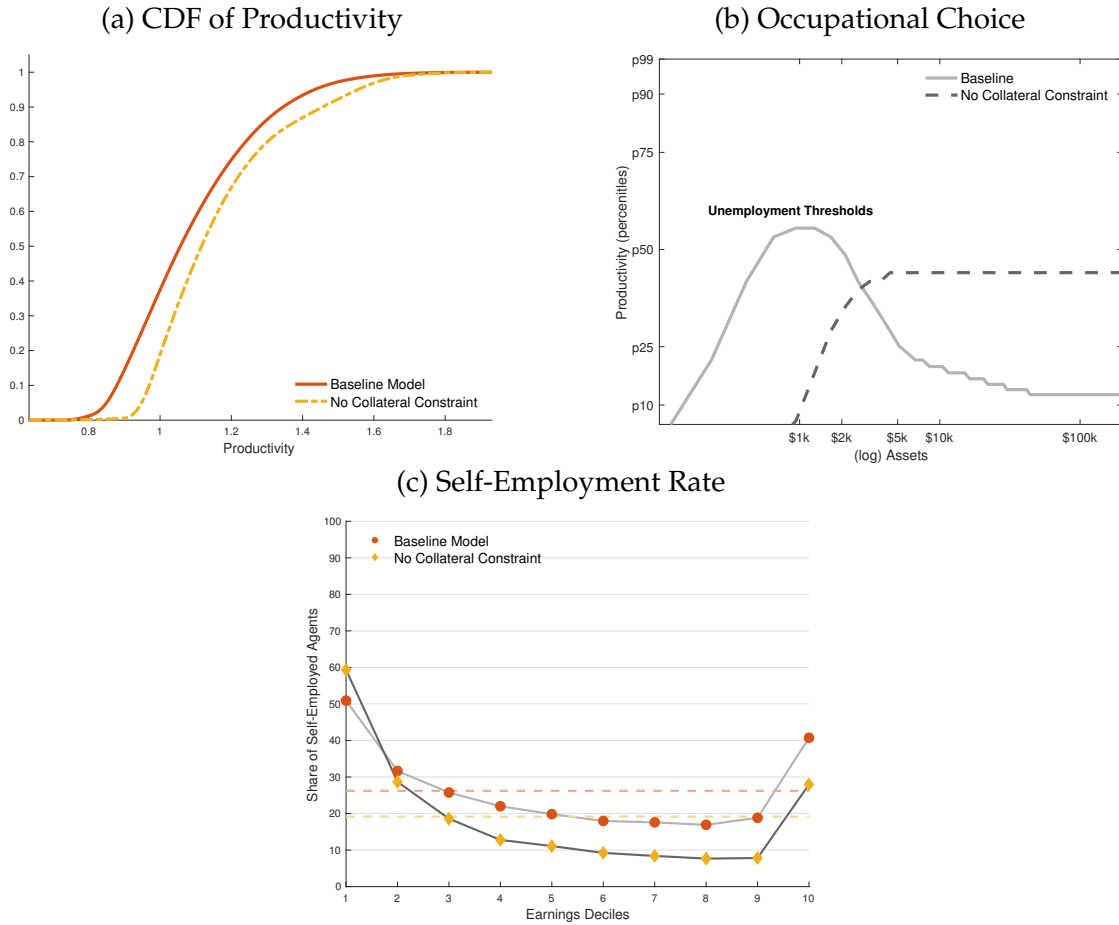 (a) CDF of Productivity
1
0.9
0.8
0.7
0.6
0.5
0.4
0.3
0.2
0.1
0
0.8
1
1.2
1.4
1.6
1.8
Productivity
Baseline Model
No Collateral Constraint
(b) Occupational Choice
p99
p90
p75
p50
p25
p10
Productivity (percenitles)
Baseline
No Collateral Constraint
Unemployment Thresholds
$1k
$2k
$5k
$10k
$100k
(log) Assets
(c) Self-Employment Rate
100
90
80
70
60
50
40
30
20
10
0
Share of Self-Employed Agents
Baseline Model
No Collateral Constraint
1
2
3
4
5
6
7
8
9
10
Earnings Deciles